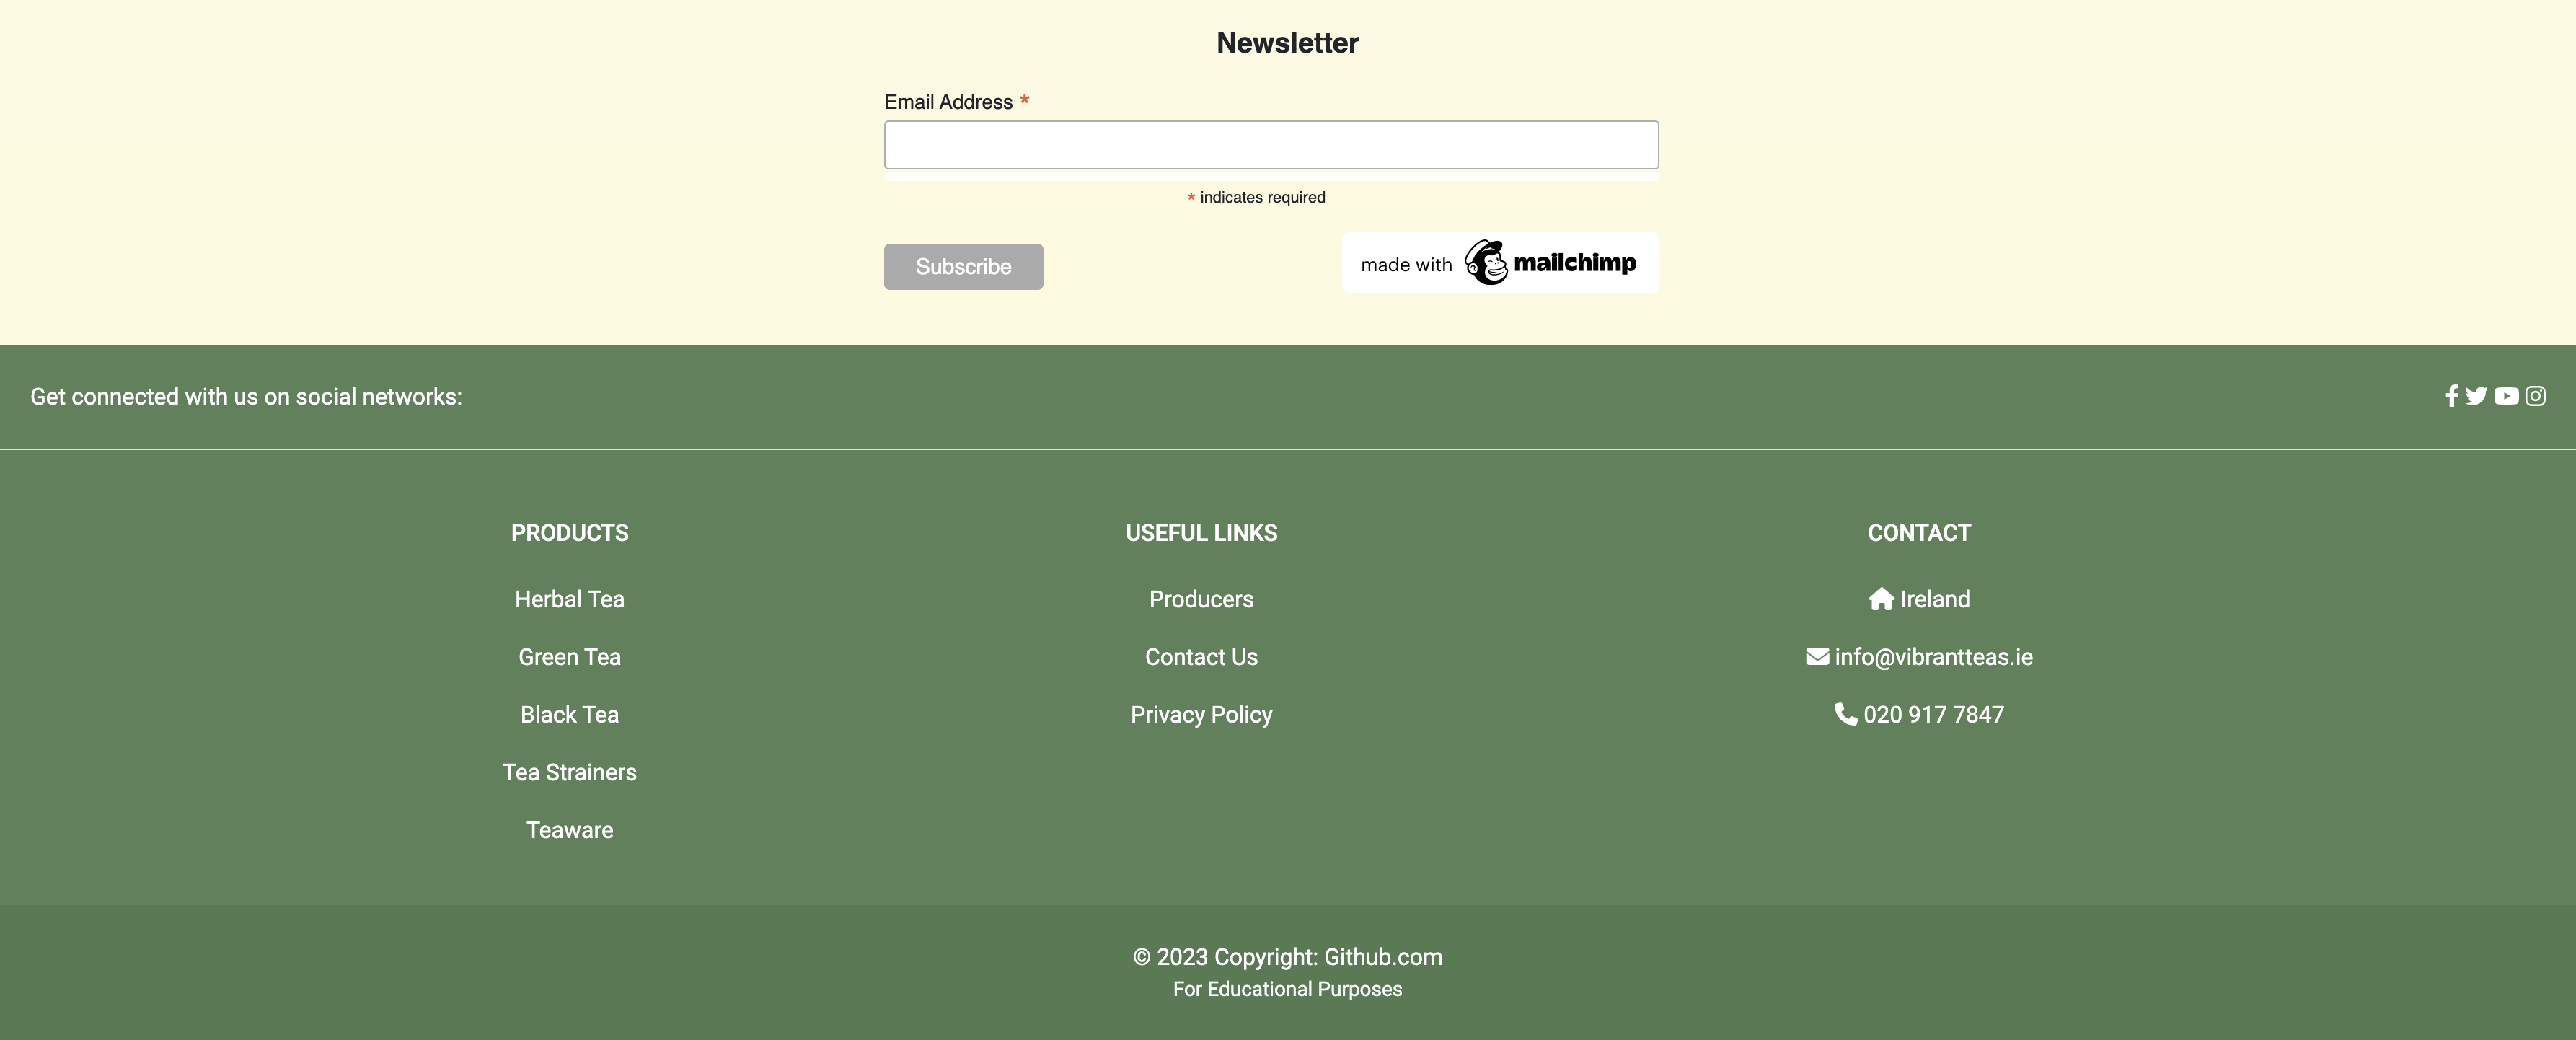 Newsletter
Email Address *
* indicates required
Subscribe
made with mailchimp
Get connected with us on social networks:
PRODUCTS
Herbal Tea
Green Tea
Black Tea
Tea Strainers
Teaware
USEFUL LINKS
Producers
Contact Us
Privacy Policy
CONTACT
Ireland
info@vibrantteas.ie
020 917 7847
© 2023 Copyright: Github.com
For Educational Purposes